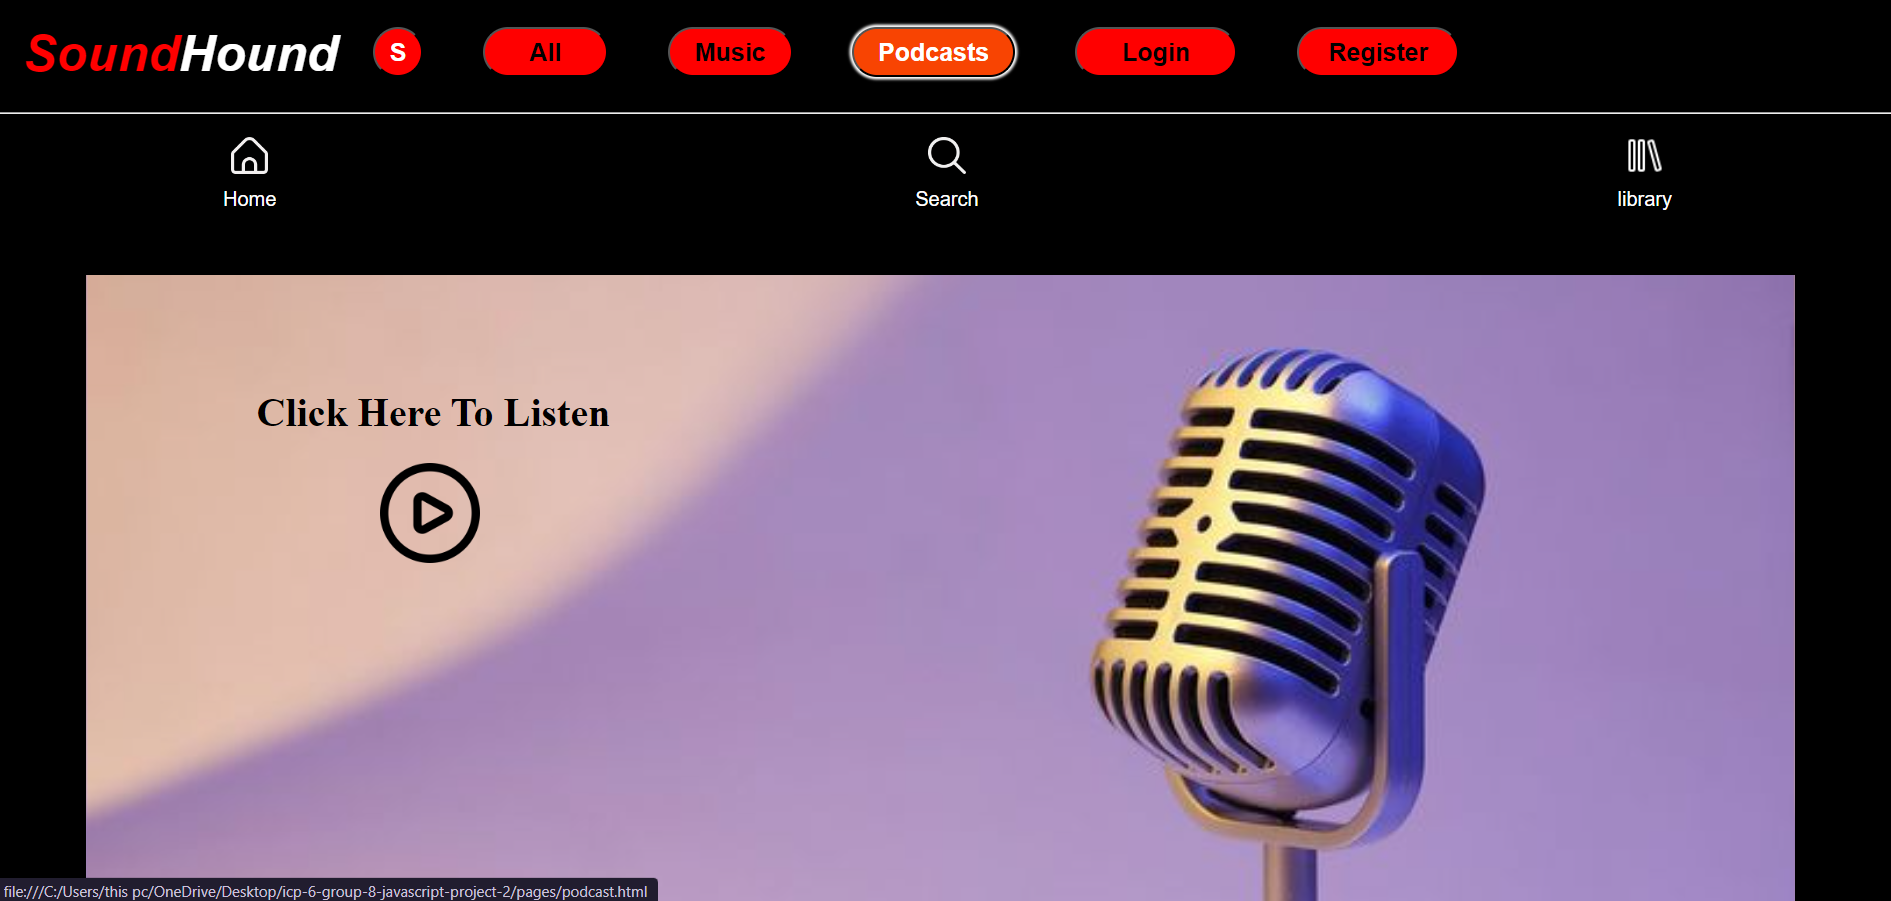 SoundHound S All Music Podcasts Login Register
Home Search library
Click Here To Listen
file:///C:/Users/this pc/OneDrive/Desktop/icp-6-group-8-javascript-project-2/pages/podcast.html